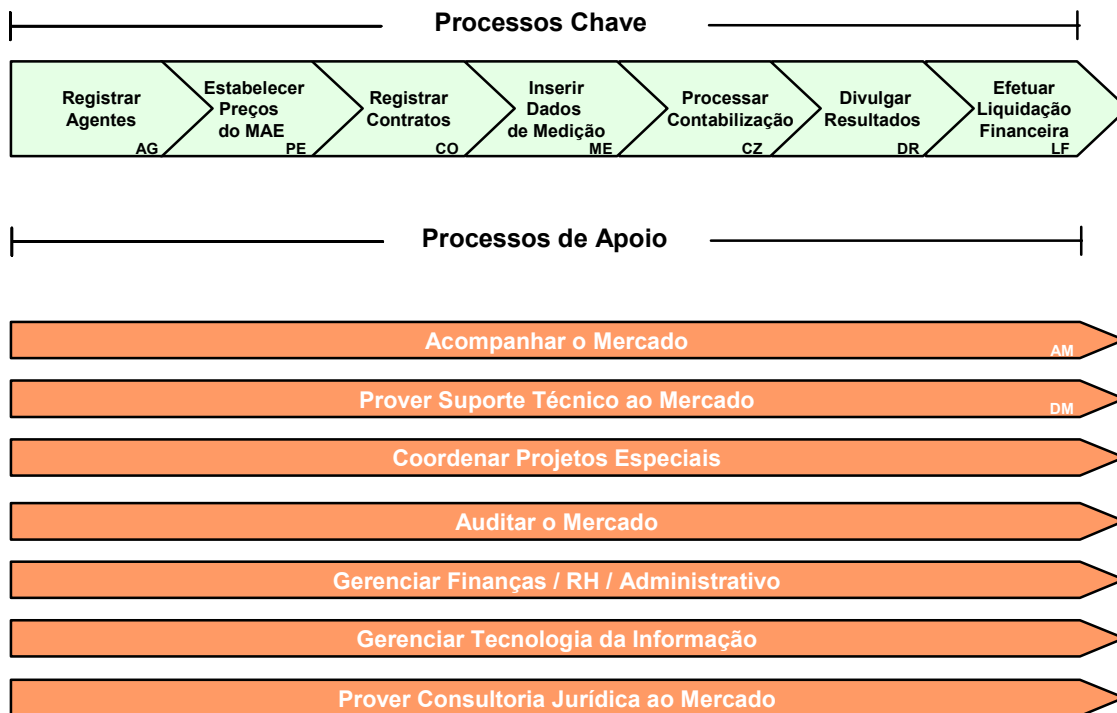 Processos Chave
Registrar
Agentes
AG
Estabelecer
Preços
do MAE
PE
Registrar
Contratos
CO
Inserir
Dados
de Medição
ME
Processar
Contabilização
CZ
Divulgar
Resultados
DR
Efetuar
Liquidação
Financeira
LF
Processos de Apoio
Acompanhar o Mercado
AM
Prover Suporte Técnico ao Mercado
DM
Coordenar Projetos Especiais
Auditar o Mercado
Gerenciar Finanças / RH / Administrativo
Gerenciar Tecnologia da Informação
Prover Consultoria Jurídica ao Mercado